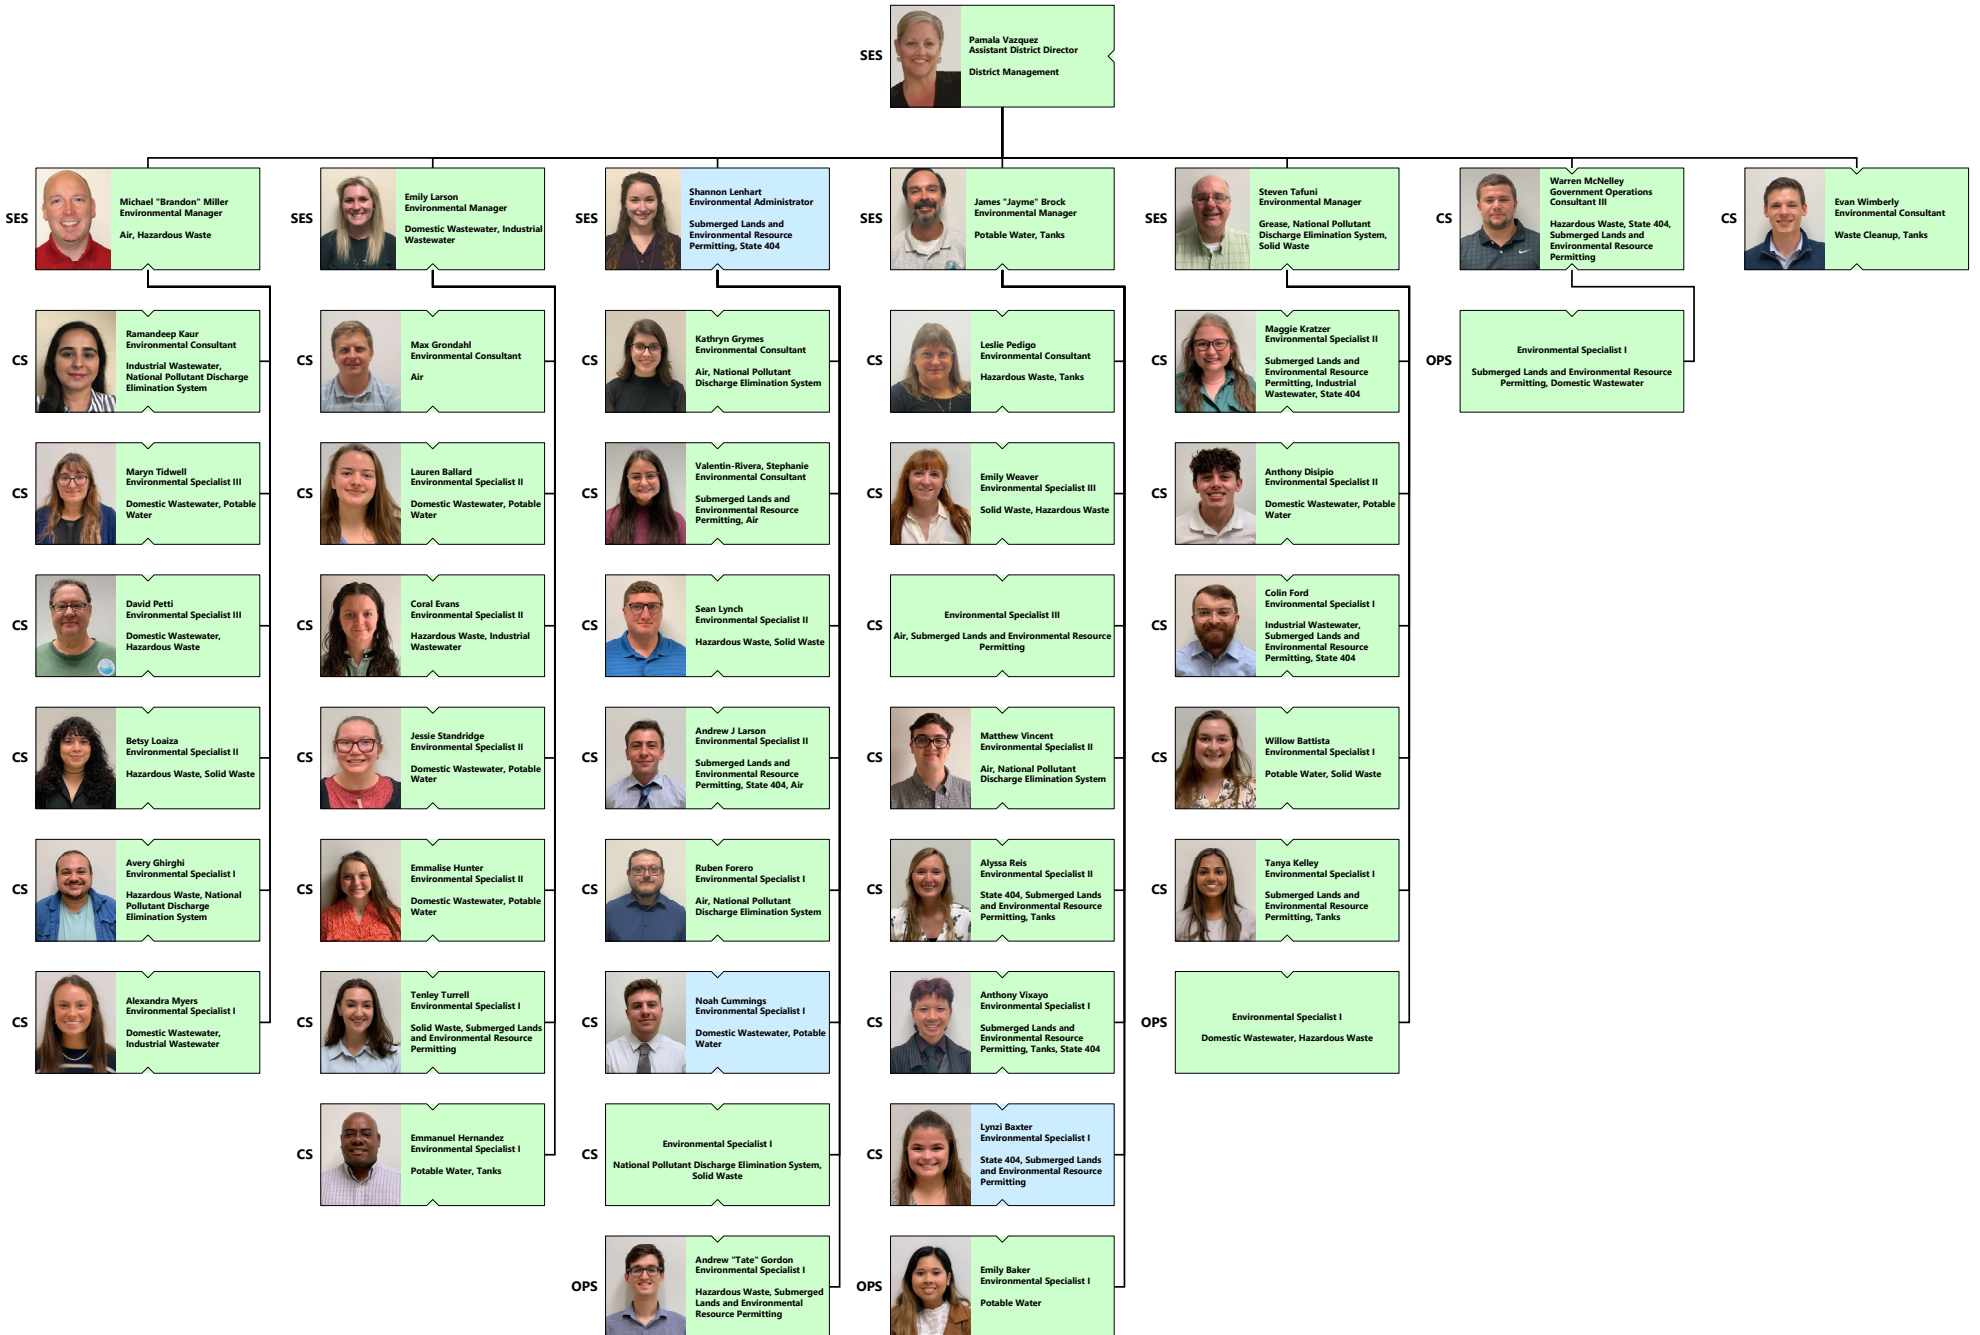 SES
Pamala Vazquez
Assistant District Director
District Management
SES
Michael "Brandon" Miller
Environmental Manager
Air, Hazardous Waste
SES
Emily Larson
Environmental Manager
Domestic Wastewater, Industrial
Wastewater
SES
Shannon Lenhart
Environmental Administrator
Submerged Lands and
Environmental Resource
Permitting, State 404
SES
James "Jayme" Brock
Environmental Manager
Potable Water, Tanks
SES
Steven Tafuni
Environmental Manager
Grease, National Pollutant
Discharge Elimination System,
Solid Waste
CS
Warren McNelley
Government Operations
Consultant III
Hazardous Waste, State 404,
Submerged Lands and
Environmental Resource
Permitting
CS
Evan Wimberly
Environmental Consultant
Waste Cleanup, Tanks
CS
Ramandeep Kaur
Environmental Consultant
Industrial Wastewater,
National Pollutant Discharge
Elimination System
CS
Max Grondahl
Environmental Consultant
Air
CS
Kathryn Grymes
Environmental Consultant
Air, National Pollutant
Discharge Elimination System
CS
Leslie Pedigo
Environmental Consultant
Hazardous Waste, Tanks
CS
Maggie Kratzer
Environmental Specialist II
Submerged Lands and
Environmental Resource
Permitting, Industrial
Wastewater, State 404
OPS
Environmental Specialist I
Submerged Lands and Environmental Resource
Permitting, Domestic Wastewater
CS
Maryn Tidwell
Environmental Specialist III
Domestic Wastewater, Potable
Water
CS
Lauren Ballard
Environmental Specialist II
Domestic Wastewater, Potable
Water
CS
Valentin-Rivera, Stephanie
Environmental Consultant
Submerged Lands and
Environmental Resource
Permitting, Air
CS
Emily Weaver
Environmental Specialist III
Solid Waste, Hazardous Waste
CS
Anthony Disipio
Environmental Specialist II
Domestic Wastewater, Potable
Water
CS
David Petti
Environmental Specialist III
Domestic Wastewater,
Hazardous Waste
CS
Coral Evans
Environmental Specialist II
Hazardous Waste, Industrial
Wastewater
CS
Sean Lynch
Environmental Specialist II
Hazardous Waste, Solid Waste
CS
Environmental Specialist III
Air, Submerged Lands and Environmental Resource
Permitting
CS
Colin Ford
Environmental Specialist I
Industrial Wastewater,
Submerged Lands and
Environmental Resource
Permitting, State 404
CS
Betsy Loaiza
Environmental Specialist II
Hazardous Waste, Solid Waste
CS
Jessie Standridge
Environmental Specialist II
Domestic Wastewater, Potable
Water
CS
Andrew J Larson
Environmental Specialist II
Submerged Lands and
Environmental Resource
Permitting, State 404, Air
CS
Matthew Vincent
Environmental Specialist II
Air, National Pollutant
Discharge Elimination System
CS
Willow Battista
Environmental Specialist I
Potable Water, Solid Waste
CS
Avery Ghirghi
Environmental Specialist I
Hazardous Waste, National
Pollutant Discharge
Elimination System
CS
Emmalise Hunter
Environmental Specialist II
Domestic Wastewater, Potable
Water
CS
Ruben Forero
Environmental Specialist I
Air, National Pollutant
Discharge Elimination System
CS
Alyssa Reis
Environmental Specialist II
State 404, Submerged Lands
and Environmental Resource
Permitting, Tanks
CS
Tanya Kelley
Environmental Specialist I
Submerged Lands and
Environmental Resource
Permitting, Tanks
CS
Alexandra Myers
Environmental Specialist I
Domestic Wastewater,
Industrial Wastewater
CS
Tenley Turrell
Environmental Specialist I
Solid Waste, Submerged Lands
and Environmental Resource
Permitting
CS
Noah Cummings
Environmental Specialist I
Domestic Wastewater, Potable
Water
CS
Anthony Vixayo
Environmental Specialist I
Submerged Lands and
Environmental Resource
Permitting, Tanks, State 404
OPS
Environmental Specialist I
Domestic Wastewater, Hazardous Waste
CS
Emmanuel Hernandez
Environmental Specialist I
Potable Water, Tanks
CS
Environmental Specialist I
National Pollutant Discharge Elimination System,
Solid Waste
CS
Lynzi Baxter
Environmental Specialist I
State 404, Submerged Lands
and Environmental Resource
Permitting
OPS
Andrew "Tate" Gordon
Environmental Specialist I
Hazardous Waste, Submerged
Lands and Environmental
Resource Permitting
OPS
Emily Baker
Environmental Specialist I
Potable Water